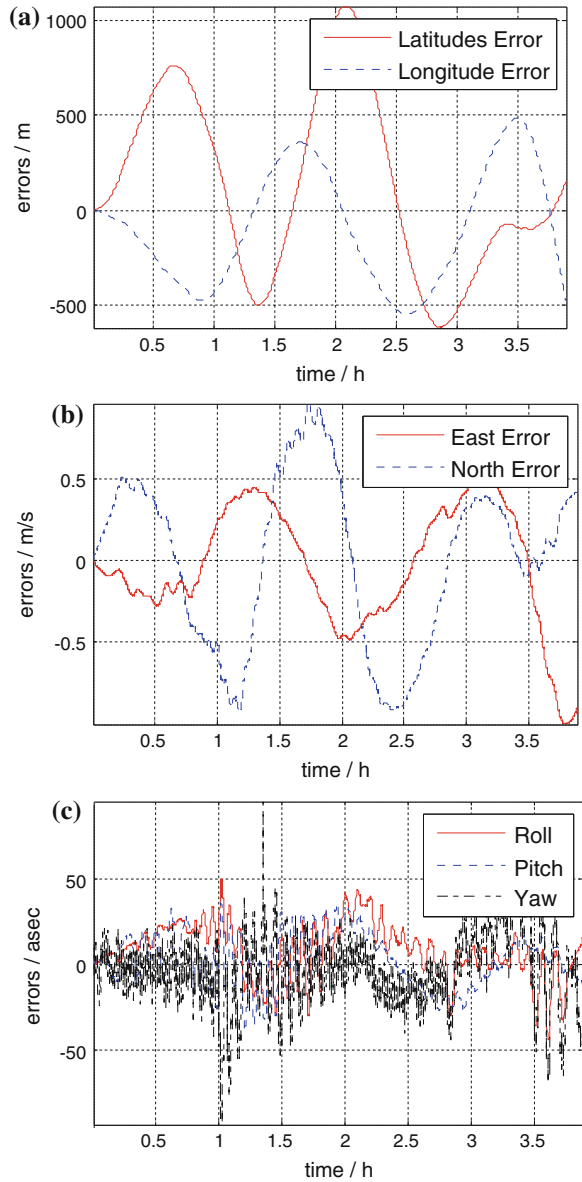 (a)
1000
500
0
-500
errors / m
Latitudes Error
Longitude Error
0.5 1 1.5 2 2.5 3 3.5
time / h
(b)
0.5
0
-0.5
errors / m/s
East Error
North Error
0.5 1 1.5 2 2.5 3 3.5
time / h
(c)
50
0
-50
errors / asec
Roll
Pitch
Yaw
0.5 1 1.5 2 2.5 3 3.5
time / h